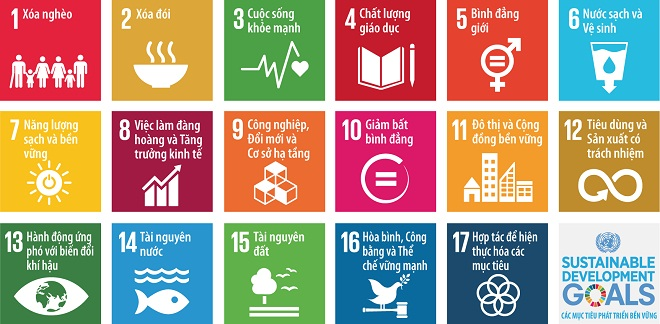 1 Xóa nghèo
2 Xóa đói
3 Cuộc sống
khỏe mạnh
4 Chất lượng
giáo dục
5 Bình đẳng
giới
6 Nước sạch và
Vệ sinh
7 Năng lượng
sạch và bền
vững
8 Việc làm đàng
hoàng và Tăng
trưởng kinh tế
9 Công nghiệp,
Đổi mới và
Cơ sở hạ tầng
10 Giảm bất
bình đẳng
11 Đô thị và Cộng
đồng bền vững
12 Tiêu dùng và
Sản xuất có
trách nhiệm
13 Hành động ứng
phó với biến đổi
khí hậu
14 Tài nguyên
nước
15 Tài nguyên
đất
16 Hòa bình, Công
bằng và Thể
chế vững mạnh
17 Hợp tác để hiện
thực hóa các
mục tiêu
SUSTAINABLE
DEVELOPMENT
GOALS
CÁC MỤC TIÊU PHÁT TRIỂN BỀN VỮNG